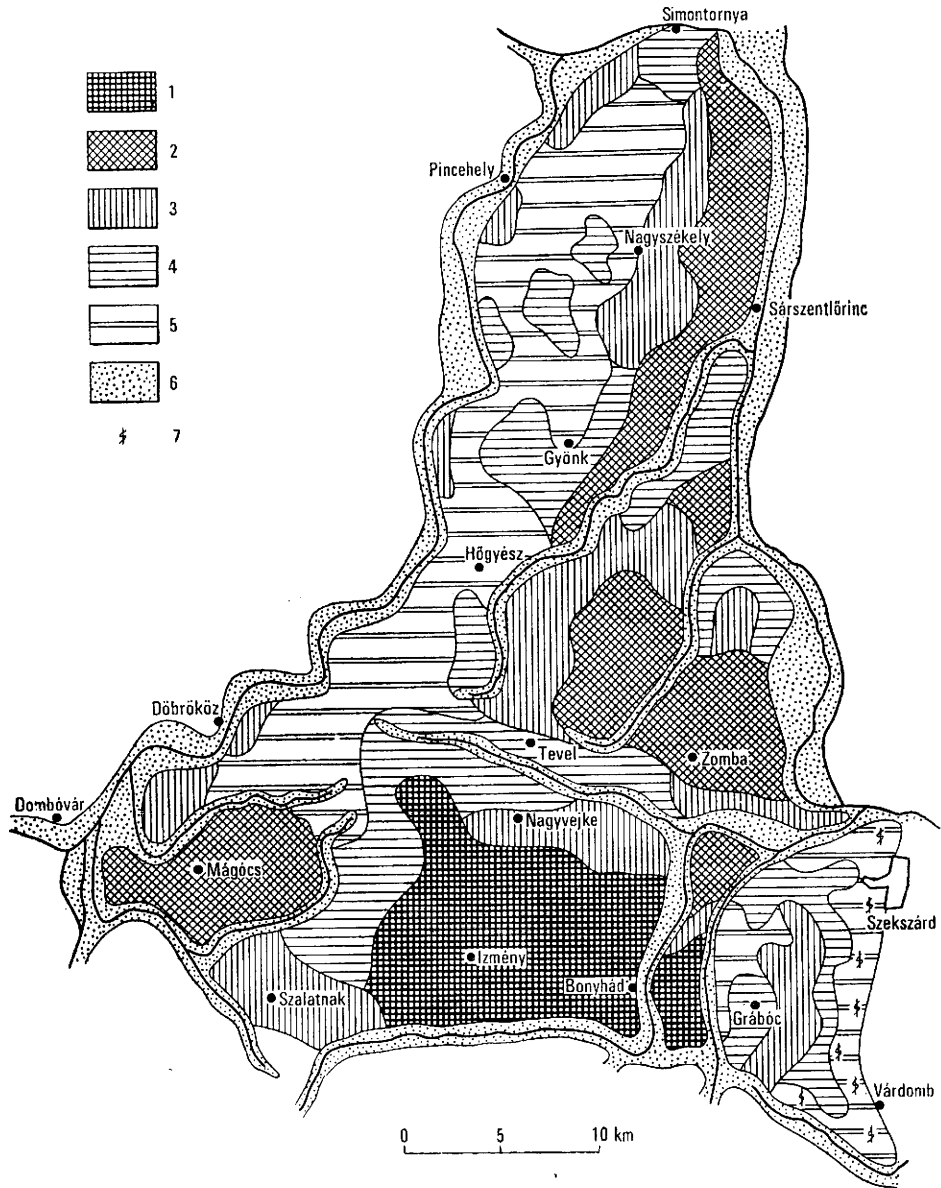 Simontornya
1
2
3
4
5
6
7
Pincehely
Nagyszékely
Sárszentlőrinc
Gyönk
Hőgyész
Döbrököz
Tevel
Zomba
Dombóvár
Nagyvejke
Mágócs
Szekszárd
Izmény
Bonyhád
Szalatnak
Grábóc
Várdomb
0 5 10 km